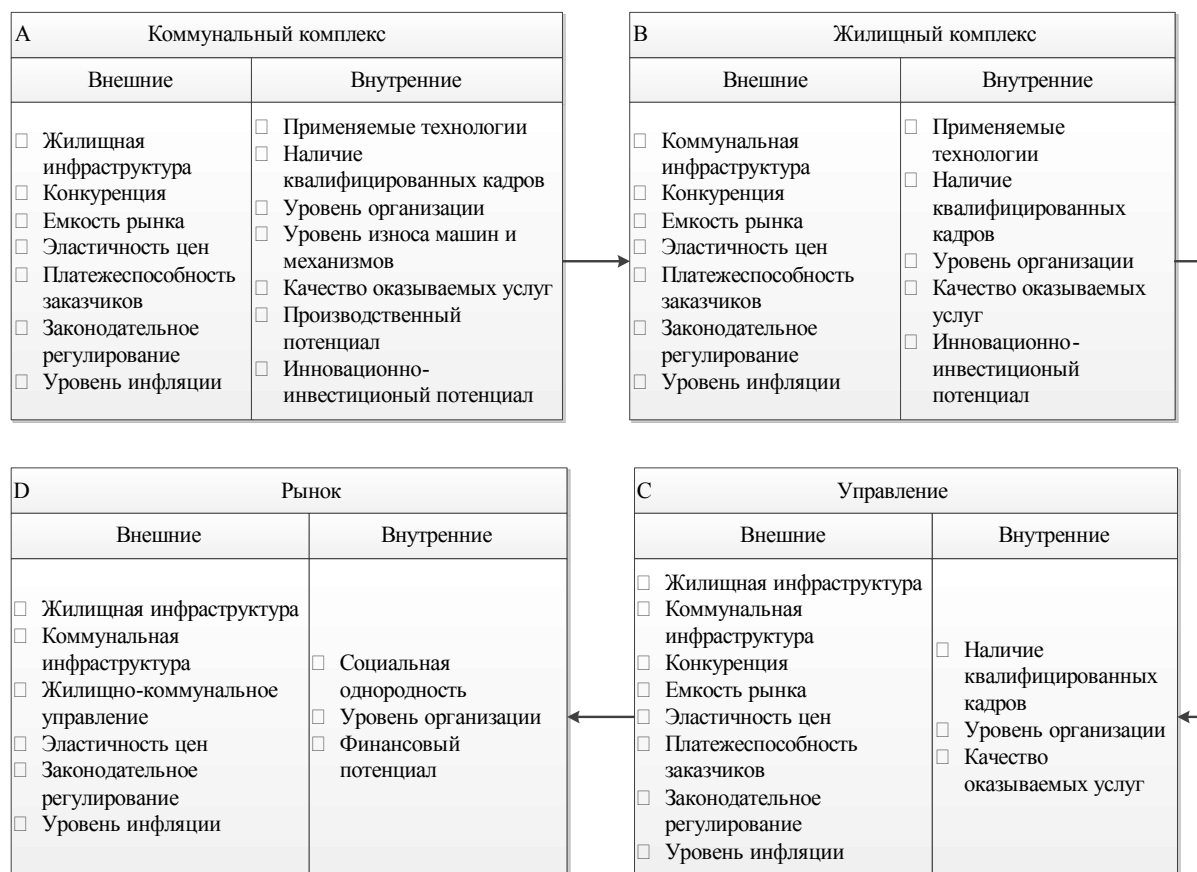 A Коммунальный комплекс
Внешние
Внутренние
Жилищная
инфраструктура
Конкуренция
Емкость рынка
Эластичность цен
Платежеспособность
заказчиков
Законодательное
регулирование
Уровень инфляции
Применяемые технологии
Наличие
квалифицированных кадров
Уровень организации
Уровень износа машин и
механизмов
Качество оказываемых услуг
Производственный
потенциал
Инновационно-
инвестиционый потенциал
B Жилищный комплекс
Внешние
Внутренние
Коммунальная
инфраструктура
Конкуренция
Емкость рынка
Эластичность цен
Платежеспособность
заказчиков
Законодательное
регулирование
Уровень инфляции
Применяемые
технологии
Наличие
квалифицированных
кадров
Уровень организации
Качество оказываемых
услуг
Инновационно-
инвестиционый
потенциал
D Рынок
Внешние
Внутренние
Жилищная инфраструктура
Коммунальная
инфраструктура
Жилищно-коммунальное
управление
Эластичность цен
Законодательное
регулирование
Уровень инфляции
Социальная
однородность
Уровень организации
Финансовый
потенциал
C Управление
Внешние
Внутренние
Жилищная инфраструктура
Коммунальная
инфраструктура
Конкуренция
Емкость рынка
Эластичность цен
Платежеспособность
заказчиков
Законодательное
регулирование
Уровень инфляции
Наличие
квалифицированных
кадров
Уровень организации
Качество
оказываемых услуг